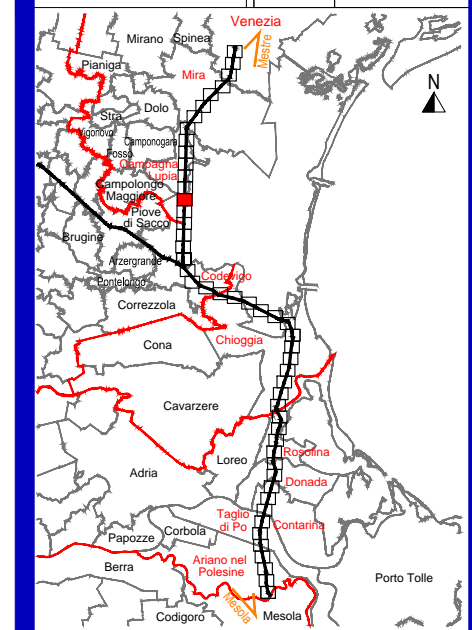 Venezia
Mirano
Spinea
Mestre
Pianiga
Mira
N
Dolo
Stra
Vigonovo
Camponogara
Fosso
Campagna
Lupia
Campolongo
Maggiore
Piove
di Sacco
Brugine
Arzergrande
Codevigo
Pontelongo
Correzzola
Chioggia
Cona
Cavarzere
Loreo
Rosolina
Adria
Donada
Taglio
di Po
Contarina
Corbola
Papozze
Ariano nel
Polesine
Berra
Porto Tolle
Mesola
Mesola
Codigoro